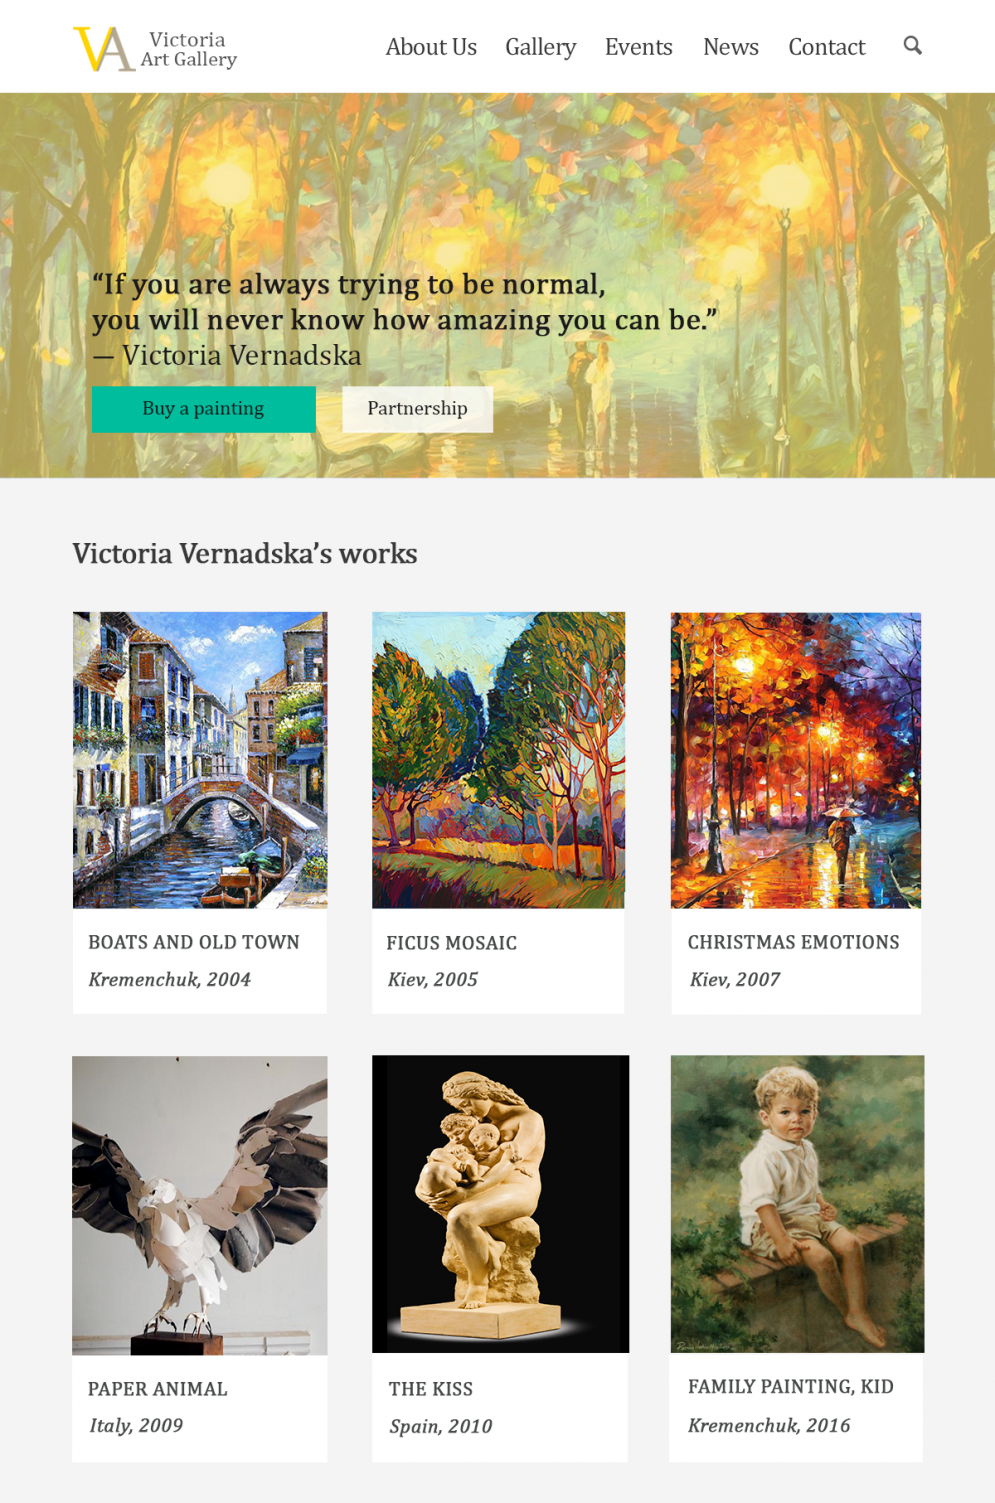 VA
Victoria
Art Gallery
About Us Gallery Events News Contact
“If you are always trying to be normal,
you will never know how amazing you can be.”
— Victoria Vernadska
Buy a painting Partnership
Victoria Vernadska’s works
BOATS AND OLD TOWN
Kremenchuk, 2004
FICUS MOSAIC
Kiev, 2005
CHRISTMAS EMOTIONS
Kiev, 2007
PAPER ANIMAL
Italy, 2009
THE KISS
Spain, 2010
FAMILY PAINTING, KID
Kremenchuk, 2016